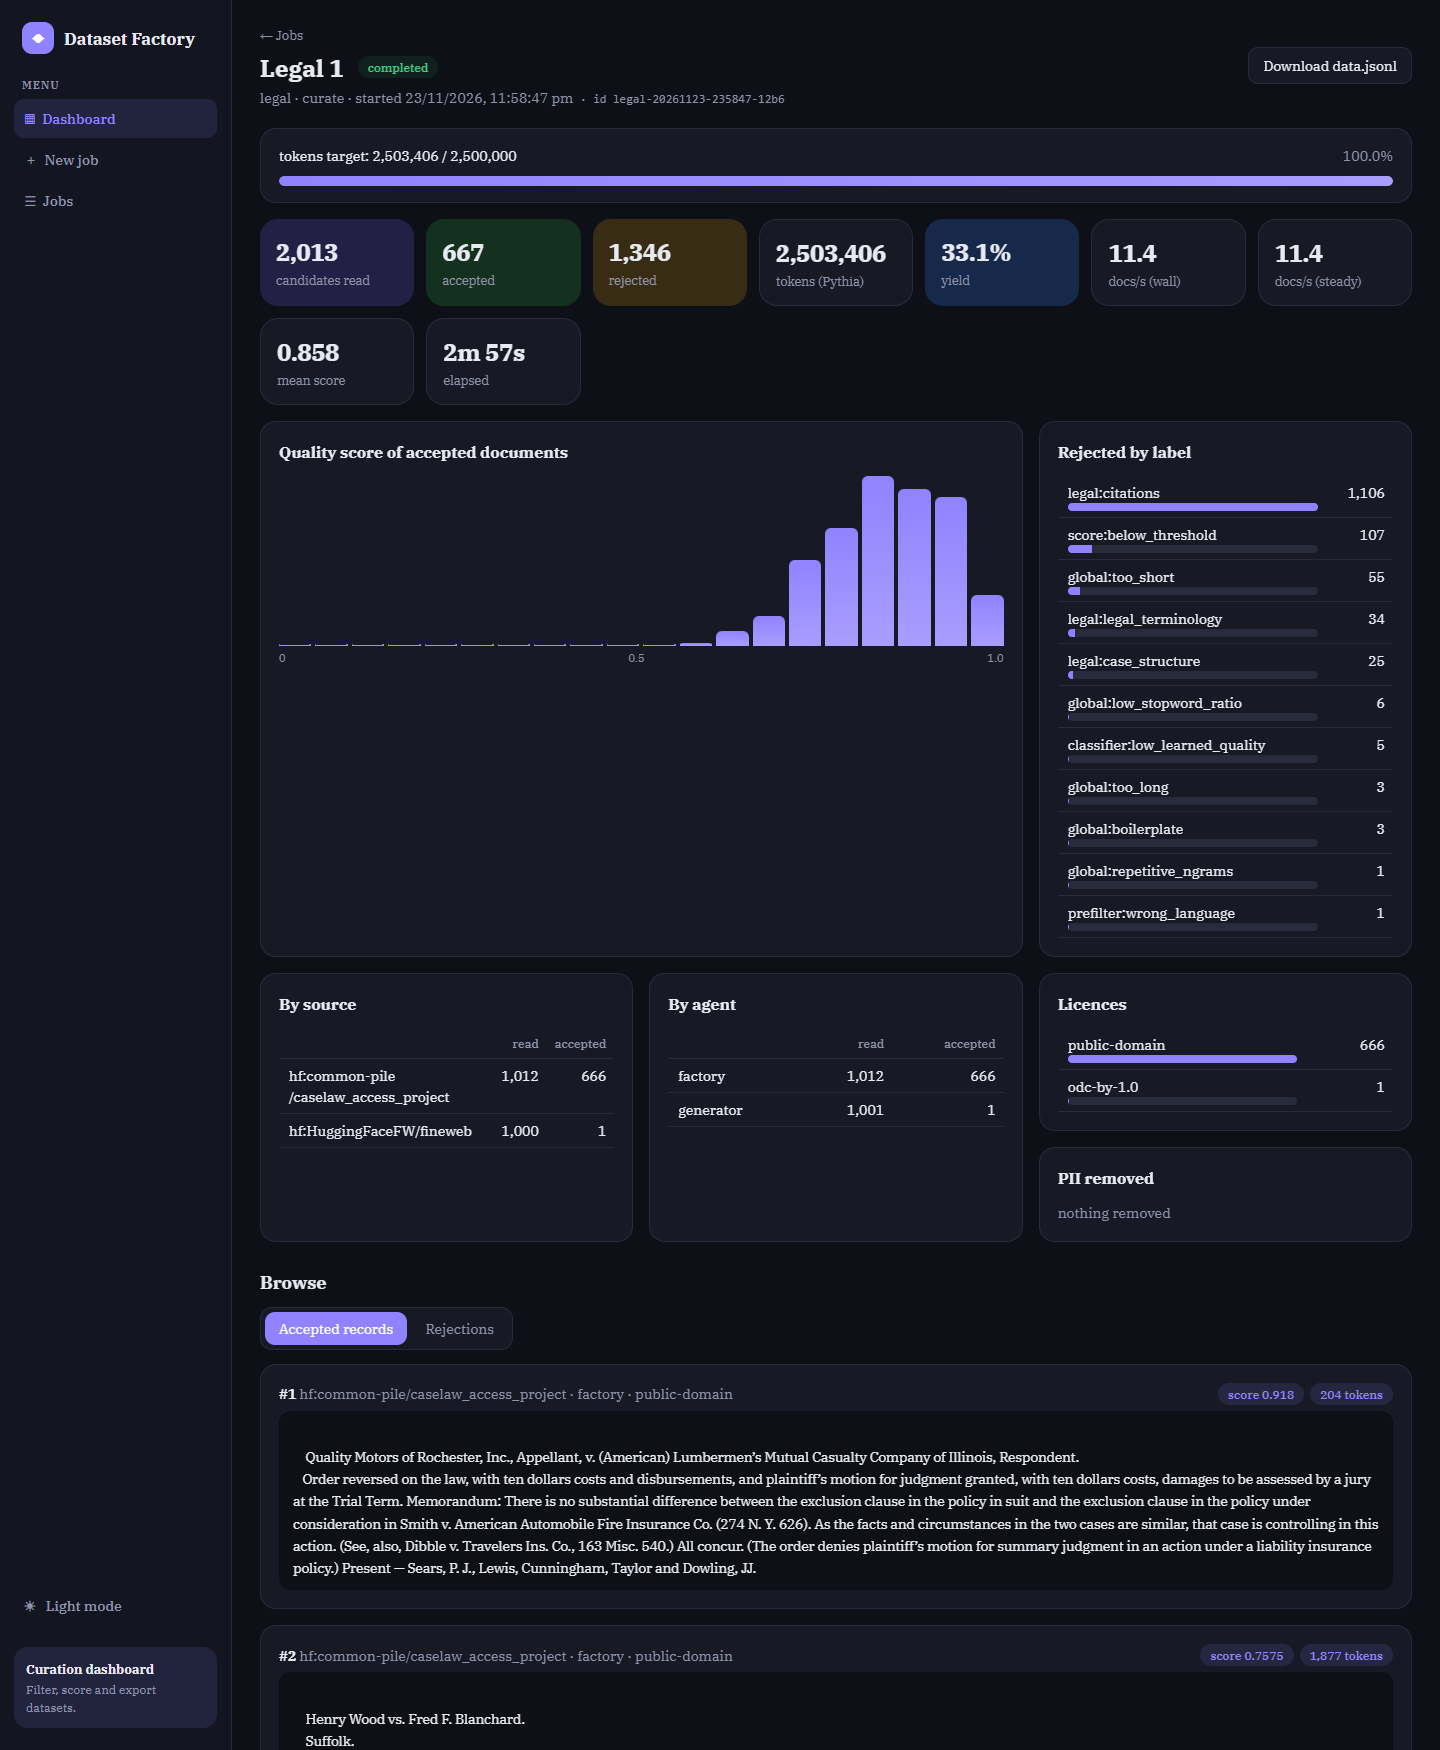 Dataset Factory
MENU
Dashboard
+ New job
Jobs
Light mode
Curation dashboard
Filter, score and export
datasets.
← Jobs
Legal 1 completed
legal · curate · started 23/11/2026, 11:58:47 pm · id legal-20261123-235847-12b6
Download data.jsonl
tokens target: 2,503,406 / 2,500,000 100.0%
2,013
candidates read
667
accepted
1,346
rejected
2,503,406
tokens (Pythia)
33.1%
yield
11.4
docs/s (wall)
11.4
docs/s (steady)
0.858
mean score
2m 57s
elapsed
Quality score of accepted documents
0 0.5 1.0
Rejected by label
legal:citations 1,106
score:below_threshold 107
global:too_short 55
legal:legal_terminology 34
legal:case_structure 25
global:low_stopword_ratio 6
classifier:low_learned_quality 5
global:too_long 3
global:boilerplate 3
global:repetitive_ngrams 1
prefilter:wrong_language 1
By source
read accepted
hf:common-pile 1,012 666
/caselaw_access_project
hf:HuggingFaceFW/fineweb 1,000 1
By agent
read accepted
factory 1,012 666
generator 1,001 1
Licences
public-domain 666
odc-by-1.0 1
PII removed
nothing removed
Browse
Accepted records Rejections
#1 hf:common-pile/caselaw_access_project · factory · public-domain score 0.918 204 tokens
Quality Motors of Rochester, Inc., Appellant, v. (American) Lumbermen’s Mutual Casualty Company of Illinois, Respondent.
Order reversed on the law, with ten dollars costs and disbursements, and plaintiff’s motion for judgment granted, with ten dollars costs, damages to be assessed by a jury
at the Trial Term. Memorandum: There is no substantial difference between the exclusion clause in the policy in suit and the exclusion clause in the policy under
consideration in Smith v. American Automobile Fire Insurance Co. (274 N. Y. 626). As the facts and circumstances in the two cases are similar, that case is controlling in this
action. (See, also, Dibble v. Travelers Ins. Co., 163 Misc. 540.) All concur. (The order denies plaintiff’s motion for summary judgment in an action under a liability insurance
policy.) Present — Sears, P. J., Lewis, Cunningham, Taylor and Dowling, JJ.
#2 hf:common-pile/caselaw_access_project · factory · public-domain score 0.7575 1,877 tokens
Henry Wood vs. Fred F. Blanchard.
Suffolk.